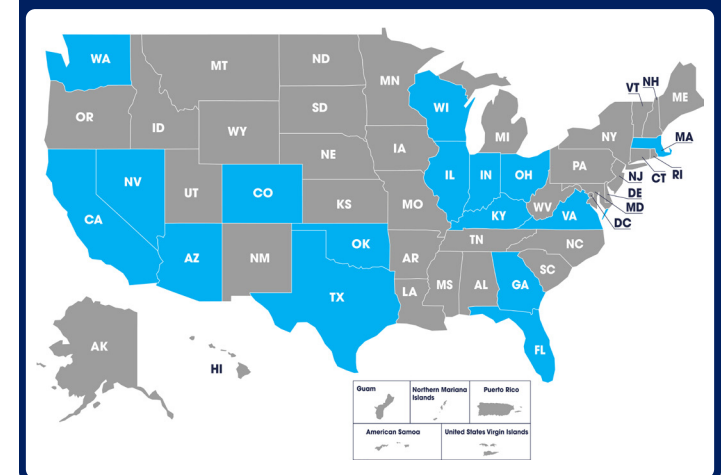 WA
MT
ND
MN
VT
NH
ME
OR
ID
SD
WI
MI
NY
MA
WY
IA
NE
PA
NJ
CT
RI
NV
UT
CO
IL
IN
OH
DE
MD
DC
CA
KS
MO
WV
VA
KY
AZ
NM
OK
AR
TN
NC
SC
TX
LA
MS
AL
GA
FL
AK
HI
Guam
Northern Mariana
Islands
Puerto Rico
American Samoa
United States Virgin Islands